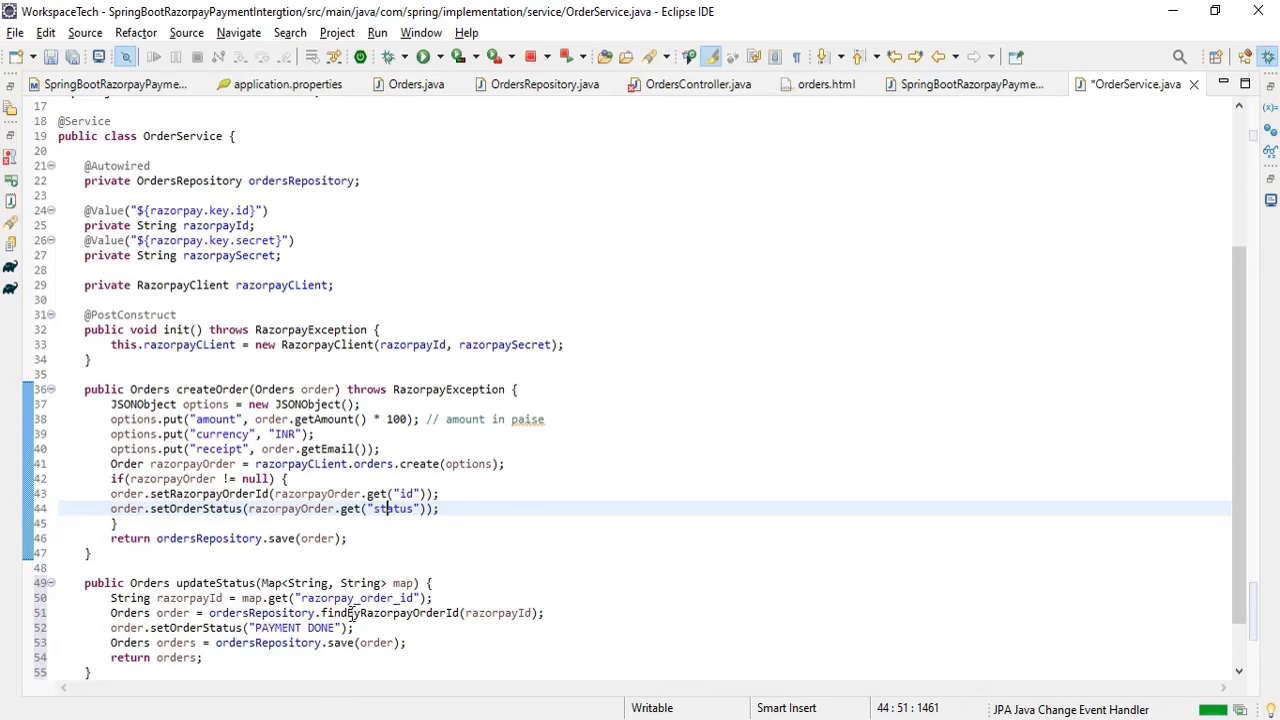 WorkspaceTech - SpringBootRazorpayPaymentIntergtion/src/main/java/com/spring/implementation/service/OrderService.java - Eclipse IDE
File Edit Source Refactor Source Navigate Search Project Run Window Help
SpringBootRazorpayPayme... application.properties Orders.java OrdersRepository.java OrdersController.java orders.html SpringBootRazorpayPayme... *OrderService.java
17
18 @Service
19 public class OrderService {
20
21 @Autowired
22 private OrdersRepository ordersRepository;
23
24 @Value("${razorpay.key.id}")
25 private String razorpayId;
26 @Value("${razorpay.key.secret}")
27 private String razorpaySecret;
28
29 private RazorpayClient razorpayCLient;
30
31 @PostConstruct
32 public void init() throws RazorpayException {
33 this.razorpayCLient = new RazorpayClient(razorpayId, razorpaySecret);
34 }
35
36 public Orders createOrder(Orders order) throws RazorpayException {
37 JSONObject options = new JSONObject();
38 options.put("amount", order.getAmount() * 100); // amount in paise
39 options.put("currency", "INR");
40 options.put("receipt", order.getEmail());
41 Order razorpayOrder = razorpayCLient.orders.create(options);
42 if(razorpayOrder != null) {
43 order.setRazorpayOrderId(razorpayOrder.get("id"));
44 order.setOrderStatus(razorpayOrder.get("status"));
45 }
46 return ordersRepository.save(order);
47 }
48
49 public Orders updateStatus(Map<String, String> map) {
50 String razorpayId = map.get("razorpay_order_id");
51 Orders order = ordersRepository.findByRazorpayOrderId(razorpayId);
52 order.setOrderStatus("PAYMENT DONE");
53 Orders orders = ordersRepository.save(order);
54 return orders;
55 }
Writable Smart Insert 44 : 51 : 1461 JPA Java Change Event Handler